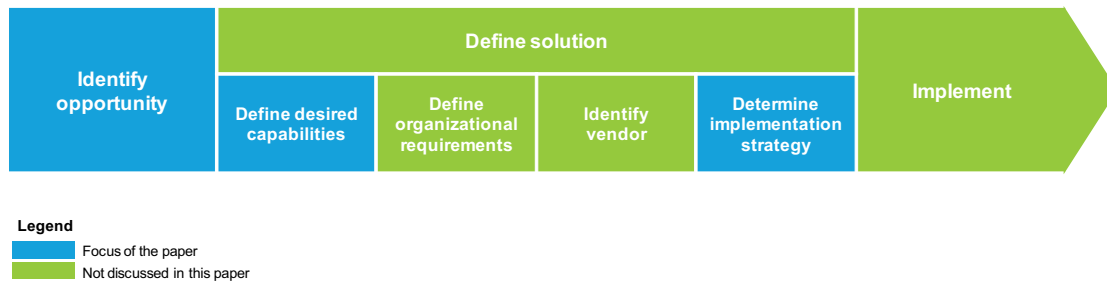 Identify
opportunity
Define solution
Define desired
capabilities
Define
organizational
requirements
Identify
vendor
Determine
implementation
strategy
Implement
Legend
Focus of the paper
Not discussed in this paper